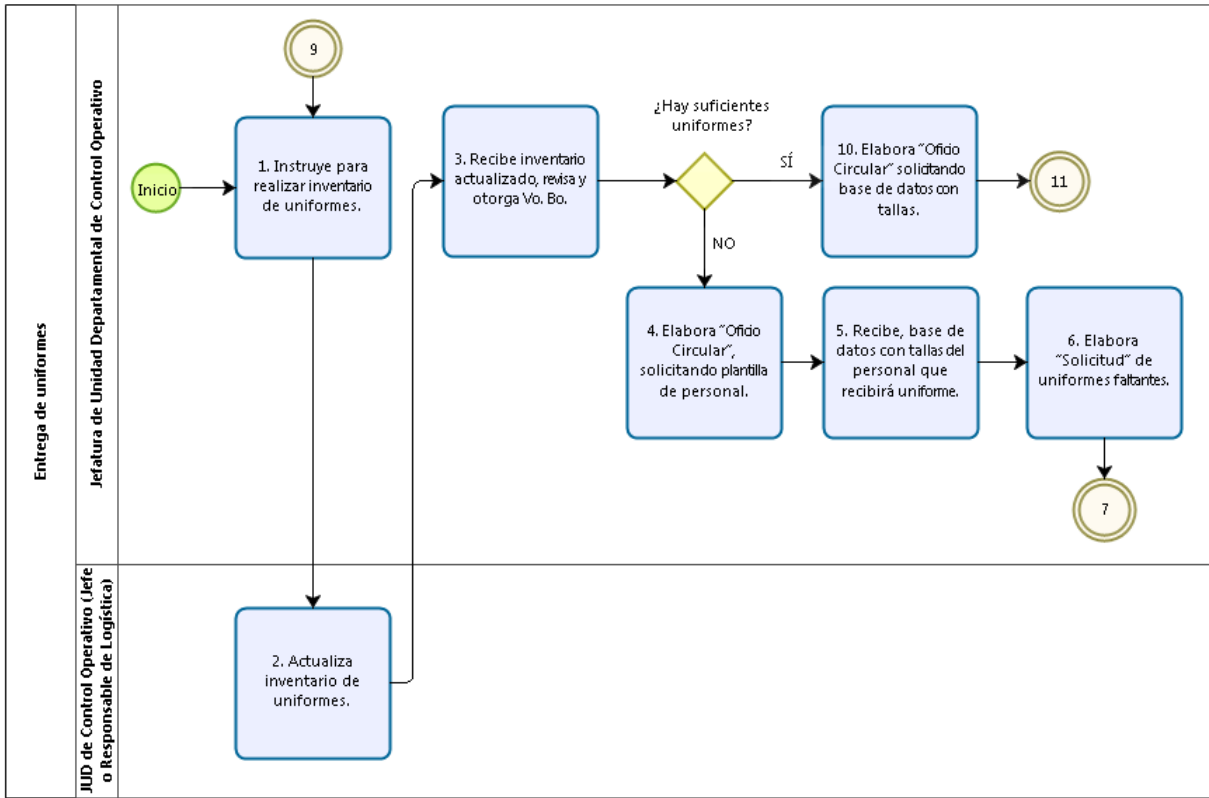 Entrega de uniformes
Jefatura de Unidad Departamental de Control Operativo
9
Inicio
1. Instruye para
realizar inventario
de uniformes.
3. Recibe inventario
actualizado, revisa y
otorga Vo. Bo.
¿Hay suficientes
uniformes?
SÍ
10. Elabora “Oficio
Circular” solicitando
base de datos con
tallas.
11
NO
4. Elabora “Oficio
Circular”,
solicitando plantilla
de personal.
5. Recibe, base de
datos con tallas del
personal que
recibirá uniforme.
6. Elabora
“Solicitud” de
uniformes faltantes.
7
JUD de Control Operativo (Jefe
o Responsable de Logística)
2. Actualiza
inventario de
uniformes.